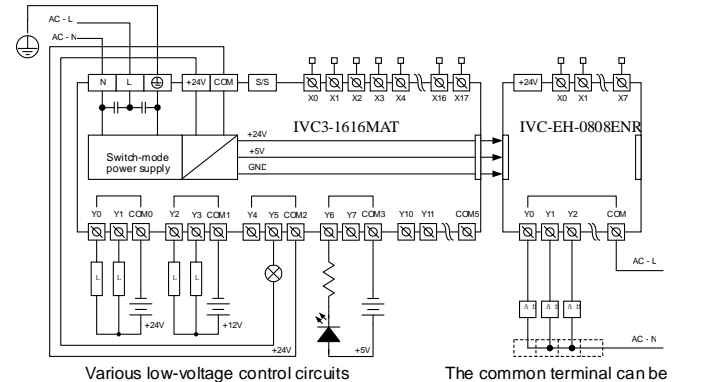 AC - L
AC - N
N L +24V COM S/S
+24V
X0 X1 X2 X3 X4 X16 X17
X0 X1 X7
IVC3-1616MAT
IVC-EH-0808ENR
+24V
+5V
GND
Switch-mode
power supply
Y0 Y1 COM0 Y2 Y3 COM1 Y4 Y5 COM2 Y6 Y7 COM3 Y10 Y11 COM5
Y0 Y1 Y2 COM
L L L L
AC - L
A B A B A B
+24V
+12V
+24V
+5V
AC - N
Various low-voltage control circuits
The common terminal can be